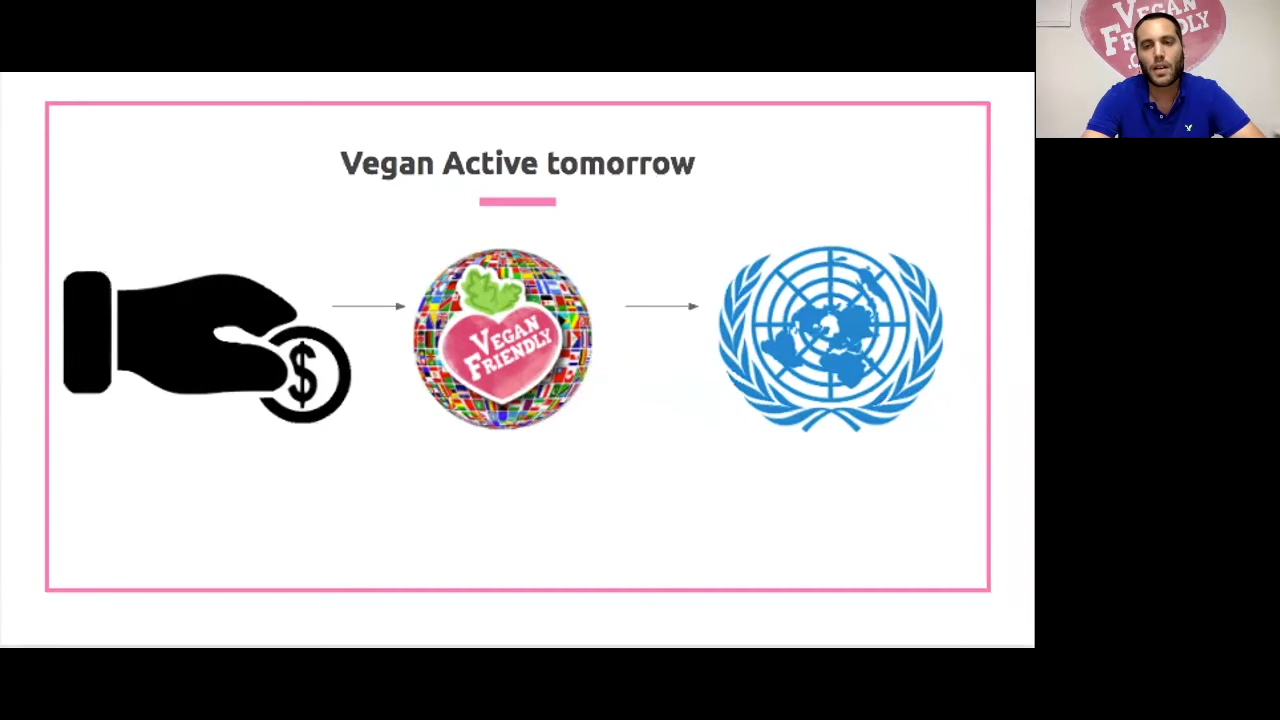 Vegan Active tomorrow
$
VEGAN
FRIENDLY
VEGAN
FRIENDLY